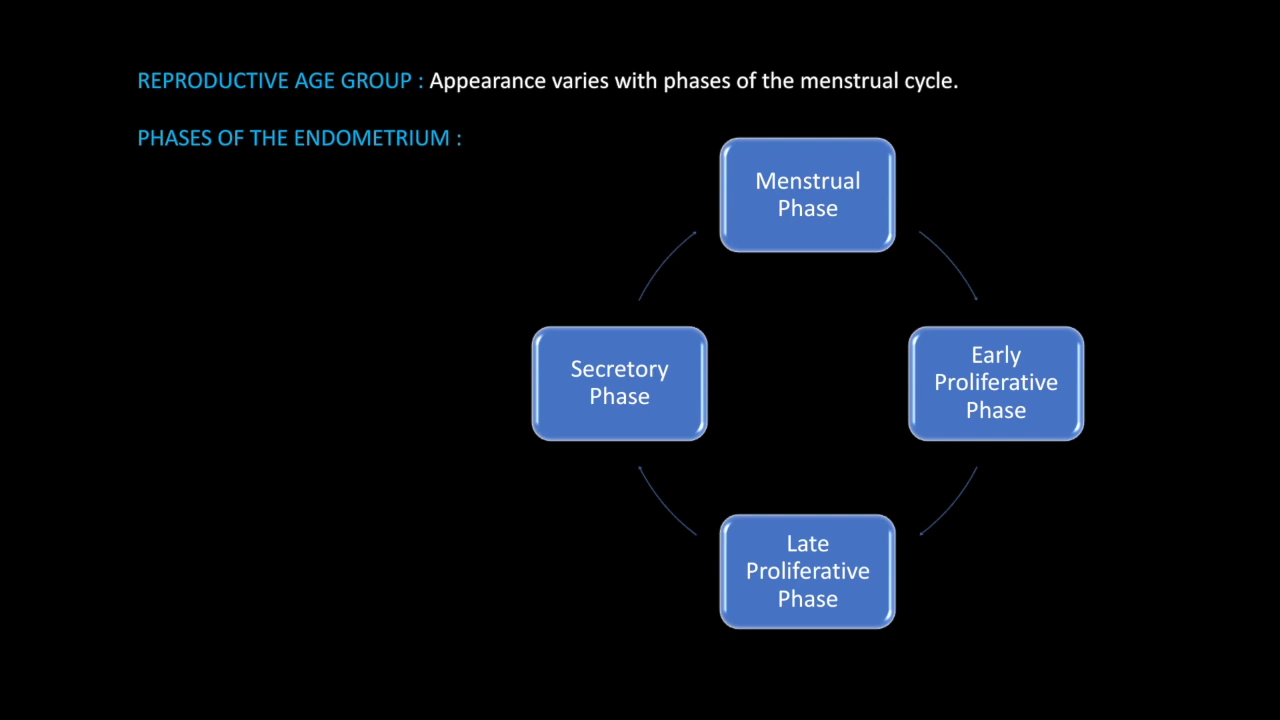 REPRODUCTIVE AGE GROUP : Appearance varies with phases of the menstrual cycle.
PHASES OF THE ENDOMETRIUM :
Menstrual
Phase
Secretory
Phase
Early
Proliferative
Phase
Late
Proliferative
Phase